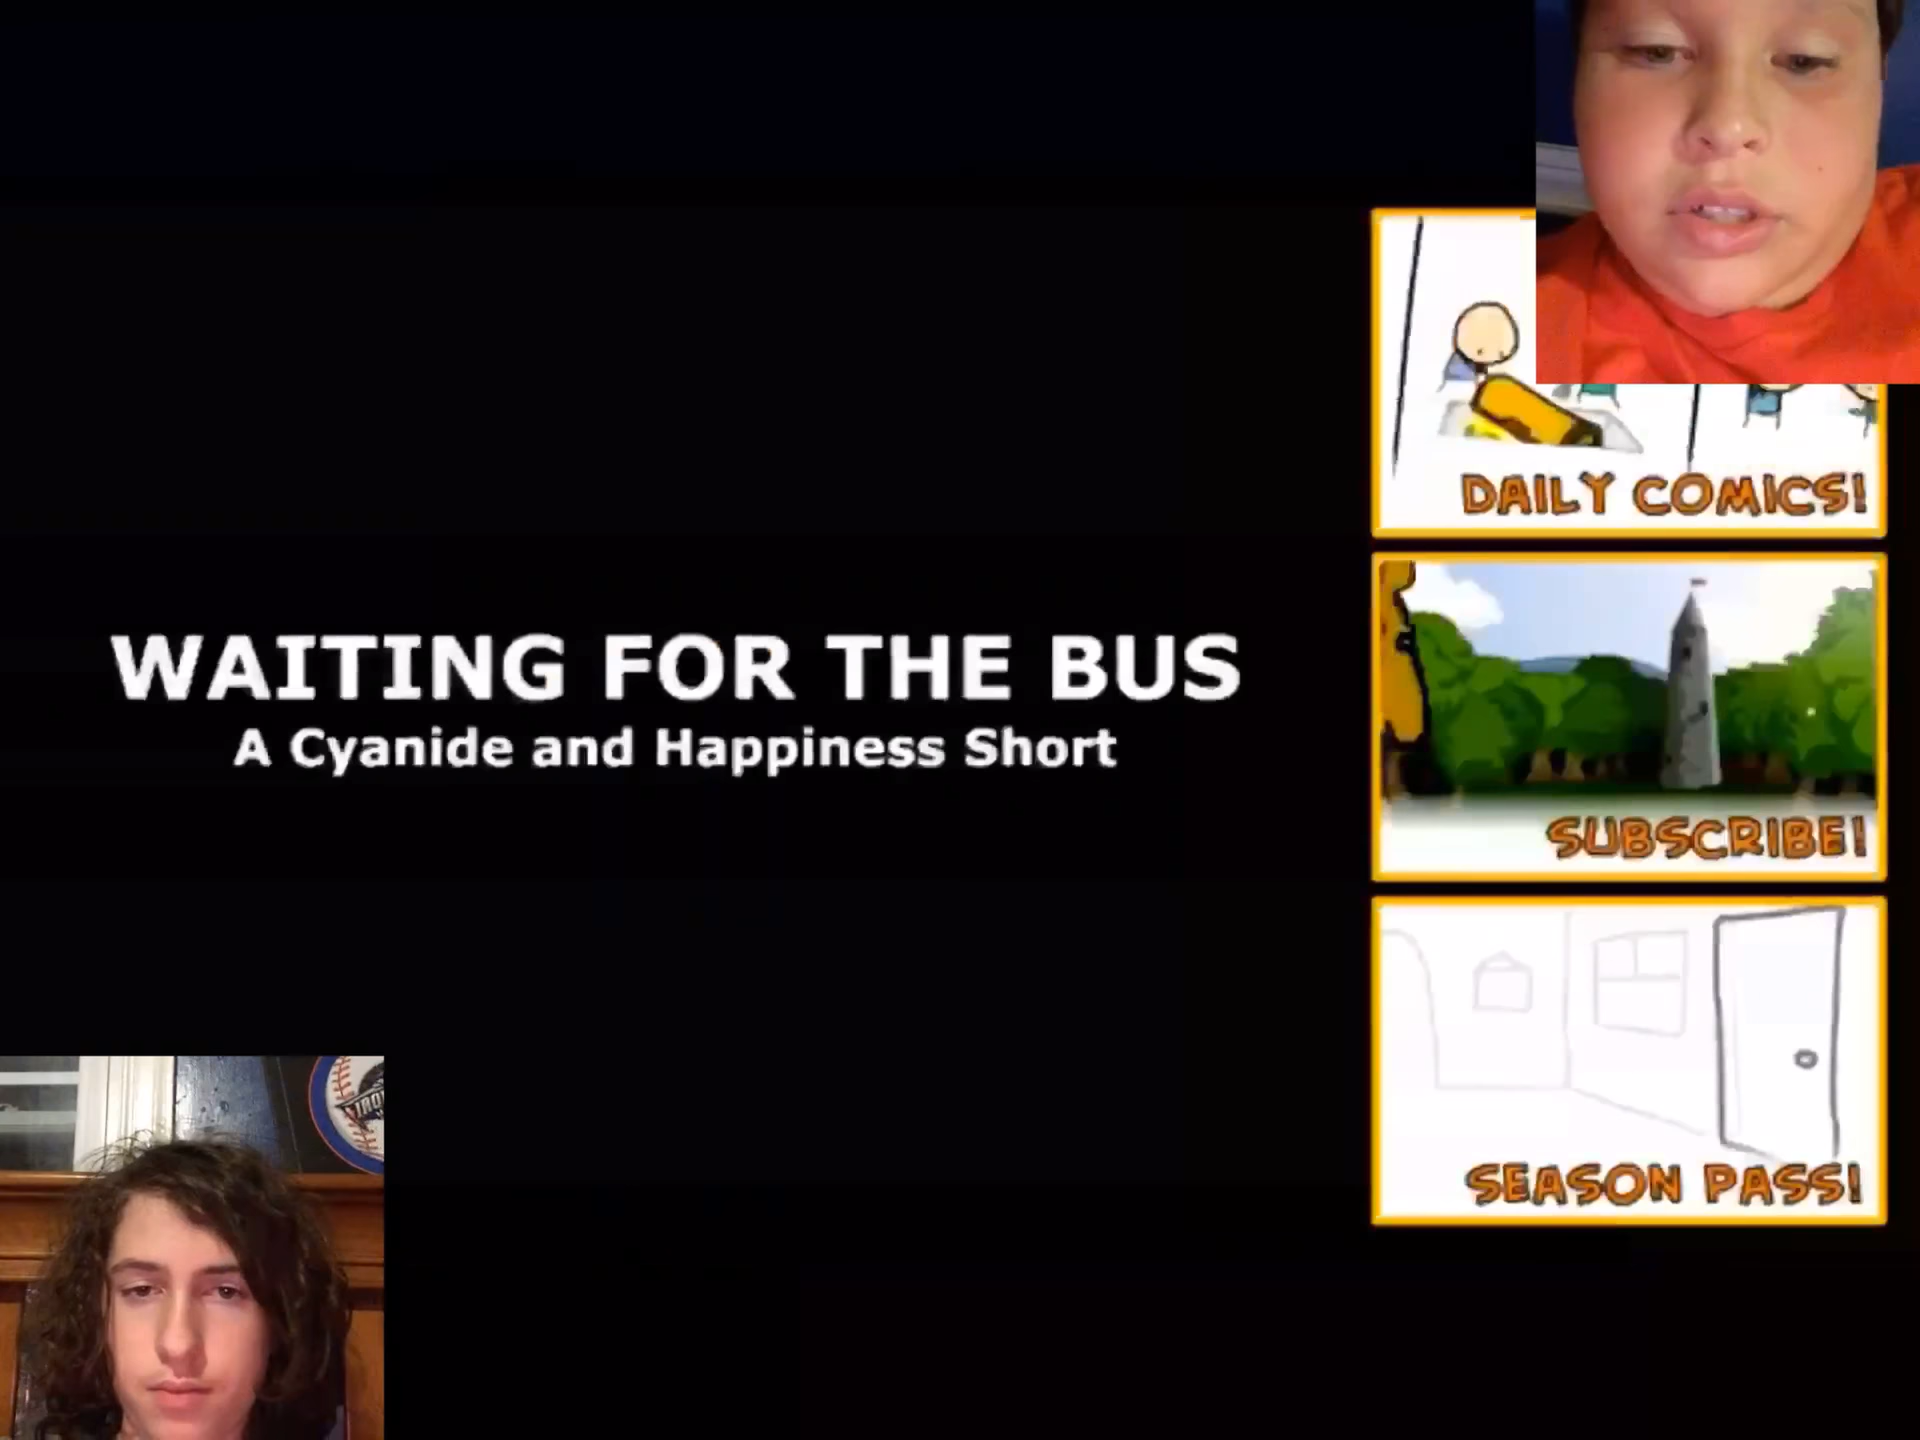 WAITING FOR THE BUS
A Cyanide and Happiness Short
DAILY COMICS!
SUBSCRIBE!
SEASON PASS!